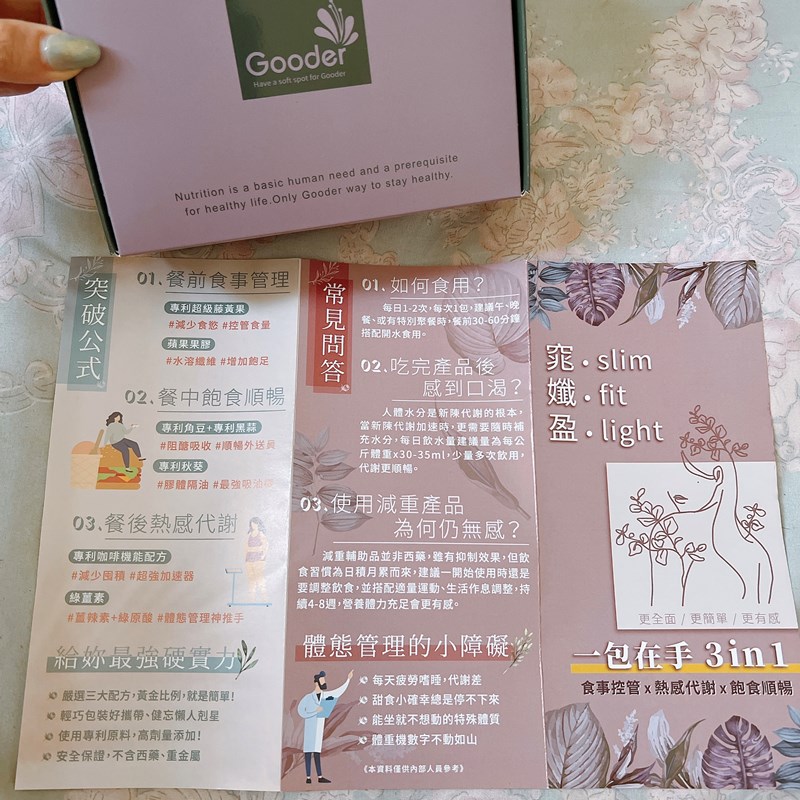 Gooder
Have a soft spot for Gooder
Nutrition is a basic human need and a prerequisite
for healthy life.Only Gooder way to stay healthy.
突破公式
01.餐前食事管理
專利超級藤黃果
#減少食慾 #控管食量
蘋果果膠
#水溶纖維 #增加飽足
02.餐中飽食順暢
專利角豆+專利黑蒜
#阻醣吸收 #順暢外送員
專利秋葵
#膠體隔油 #最強吸油
03.餐後熱感代謝
專利咖啡機能配方
#減少囤積 #超強加速器
綠薑素
#薑辣素+綠原酸 #體態管理神推手
給妳最強硬實力
嚴選三大配方，黃金比例，就是簡單！
輕巧包裝好攜帶、健忘懶人剋星
使用專利原料，高劑量添加！
安全保證，不含西藥、重金屬
常見問答
01.如何食用？
每日1-2次，每次1包，建議午、晚
餐、或有特別聚餐時，餐前30-60分鐘
搭配開水食用。
02.吃完產品後
感到口渴？
人體水分是新陳代謝的根本，
當新陳代謝加速時，更需要隨時補
充水分，每日飲水量建議量為每公
斤體重x30-35ml，少量多次飲用，
代謝更順暢。
03.使用減重產品
為何仍無感？
減重輔助品並非西藥，雖有抑制效果，但飲
食習慣為日積月累而來，建議一開始使用時還是
要調整飲食，並搭配適量運動、生活作息調整，持
續4-8週，營養體力充足會更有感。
體態管理的小障礙
每天疲勞嗜睡，代謝差
甜食小確幸總是停不下來
能坐就不想動的特殊體質
體重機數字不動如山
《本資料僅供內部人員參考》
窕・slim
孅・fit
盈・light
更全面 / 更簡單 / 更有感
一包在手 3in1
食事控管 x 熱感代謝 x 飽食順暢